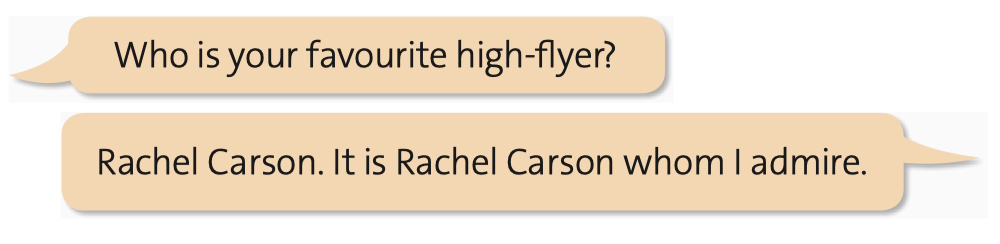 Who is your favourite high-flyer?
Rachel Carson. It is Rachel Carson whom I admire.